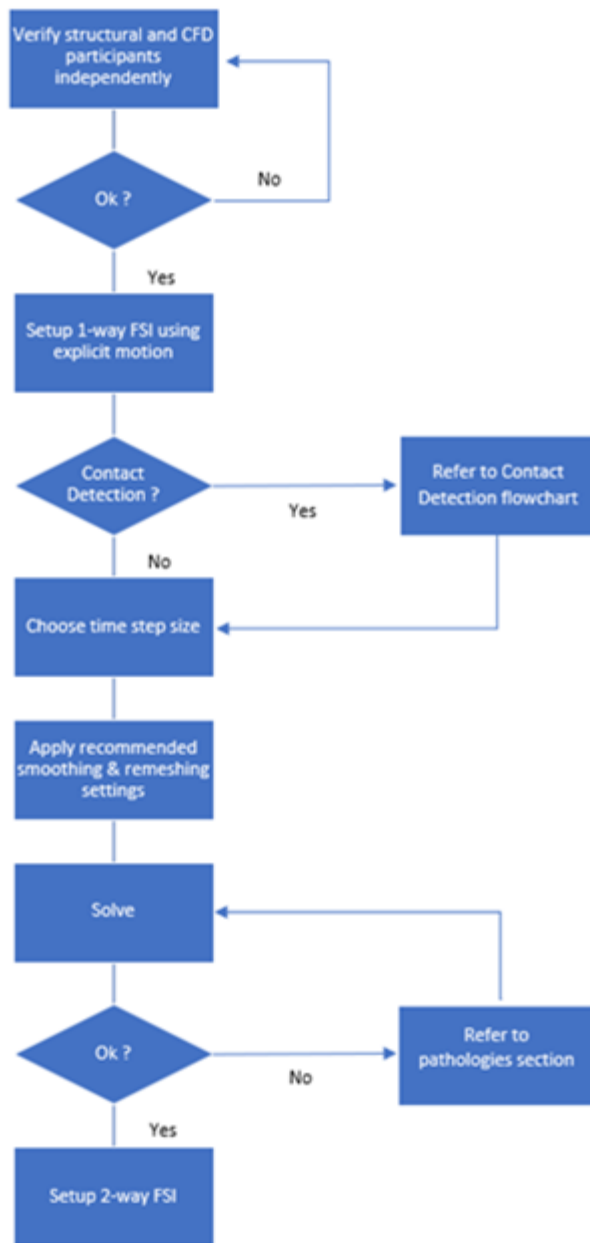 Verify structural and CFD
participants
independently
No
Ok ?
Yes
Setup 1-way FSI using
explicit motion
Contact
Detection ?
Yes
Refer to Contact
Detection flowchart
No
Choose time step size
Apply recommended
smoothing & remeshing
settings
Solve
Ok ?
No
Refer to
pathologies section
Yes
Setup 2-way FSI